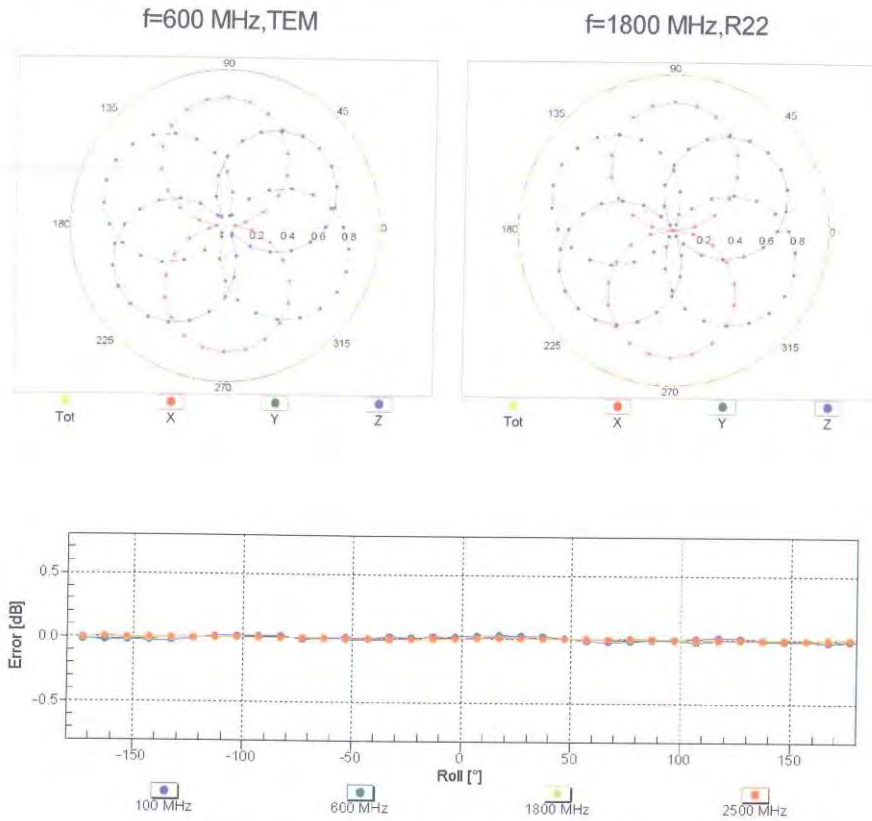 f=600 MHz,TEM
f=1800 MHz,R22
90
135
45
180
0.2 0.4 0.6 0.8
0
225
315
270
Tot
X
Y
Z
90
135
45
180
0.2 0.4 0.6 0.8
0
225
315
270
Tot
X
Y
Z
Error [dB]
0.5
0.0
-0.5
-150 -100 -50 0 50 100 150
Roll [°]
100 MHz
600 MHz
1800 MHz
2500 MHz